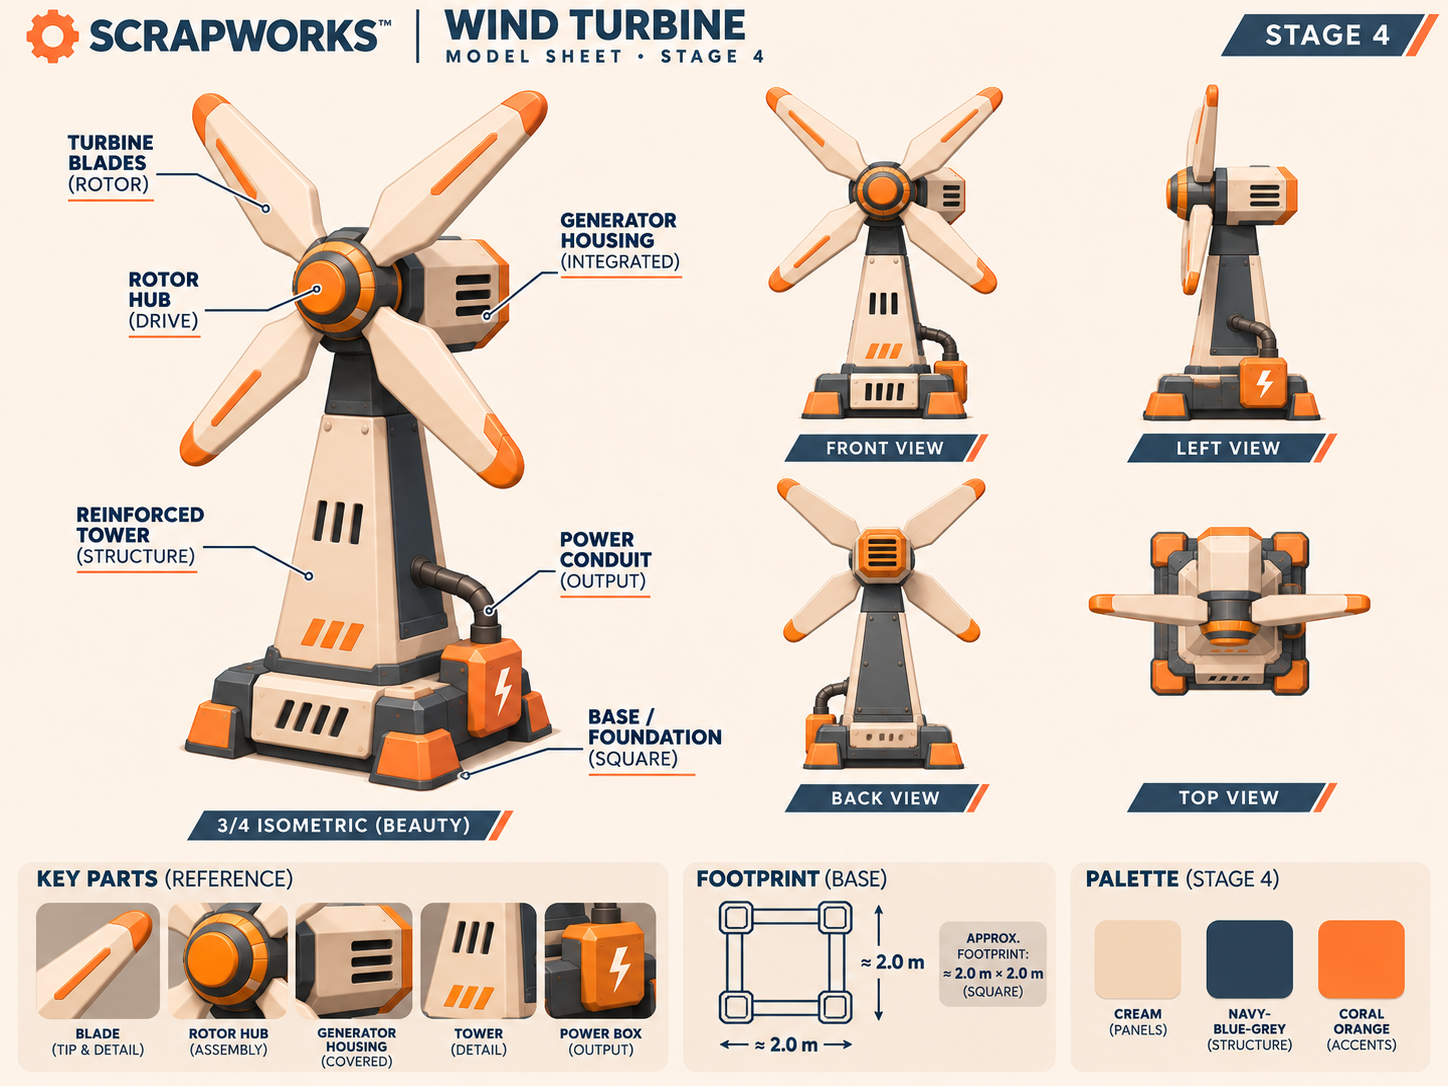 SCRAPWORKS™
WIND TURBINE
MODEL SHEET • STAGE 4
STAGE 4
TURBINE
BLADES
(ROTOR)
ROTOR
HUB
(DRIVE)
GENERATOR
HOUSING
(INTEGRATED)
REINFORCED
TOWER
(STRUCTURE)
POWER
CONDUIT
(OUTPUT)
BASE /
FOUNDATION
(SQUARE)
3/4 ISOMETRIC (BEAUTY)
FRONT VIEW
LEFT VIEW
BACK VIEW
TOP VIEW
KEY PARTS (REFERENCE)
BLADE
(TIP & DETAIL)
ROTOR HUB
(ASSEMBLY)
GENERATOR
HOUSING
(COVERED)
TOWER
(DETAIL)
POWER BOX
(OUTPUT)
FOOTPRINT (BASE)
≈ 2.0 m
≈ 2.0 m
APPROX.
FOOTPRINT:
≈ 2.0 m × 2.0 m
(SQUARE)
PALETTE (STAGE 4)
CREAM
(PANELS)
NAVY-
BLUE-GREY
(STRUCTURE)
CORAL
ORANGE
(ACCENTS)